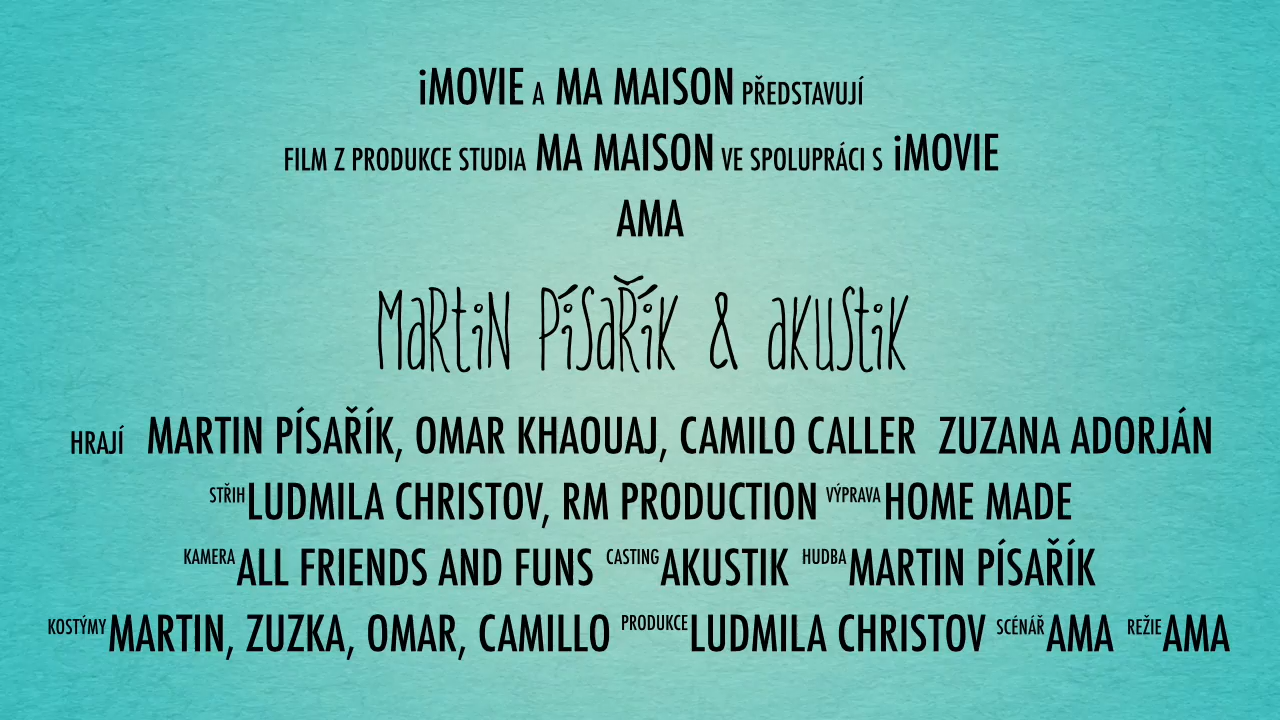 iMOVIE A MA MAISON PŘEDSTAVUJÍ
FILM Z PRODUKCE STUDIA MA MAISON VE SPOLUPRÁCI S iMOVIE
AMA
MaRtiN PísaŘík & akustik
HRAJÍ MARTIN PÍSAŘÍK, OMAR KHAOUAJ, CAMILO CALLER ZUZANA ADORJÁN
STŘIH LUDMILA CHRISTOV, RM PRODUCTION VÝPRAVA HOME MADE
KAMERA ALL FRIENDS AND FUNS CASTING AKUSTIK HUDBA MARTIN PÍSAŘÍK
KOSTÝMY MARTIN, ZUZKA, OMAR, CAMILLO PRODUKCE LUDMILA CHRISTOV SCÉNÁŘ AMA REŽIE AMA